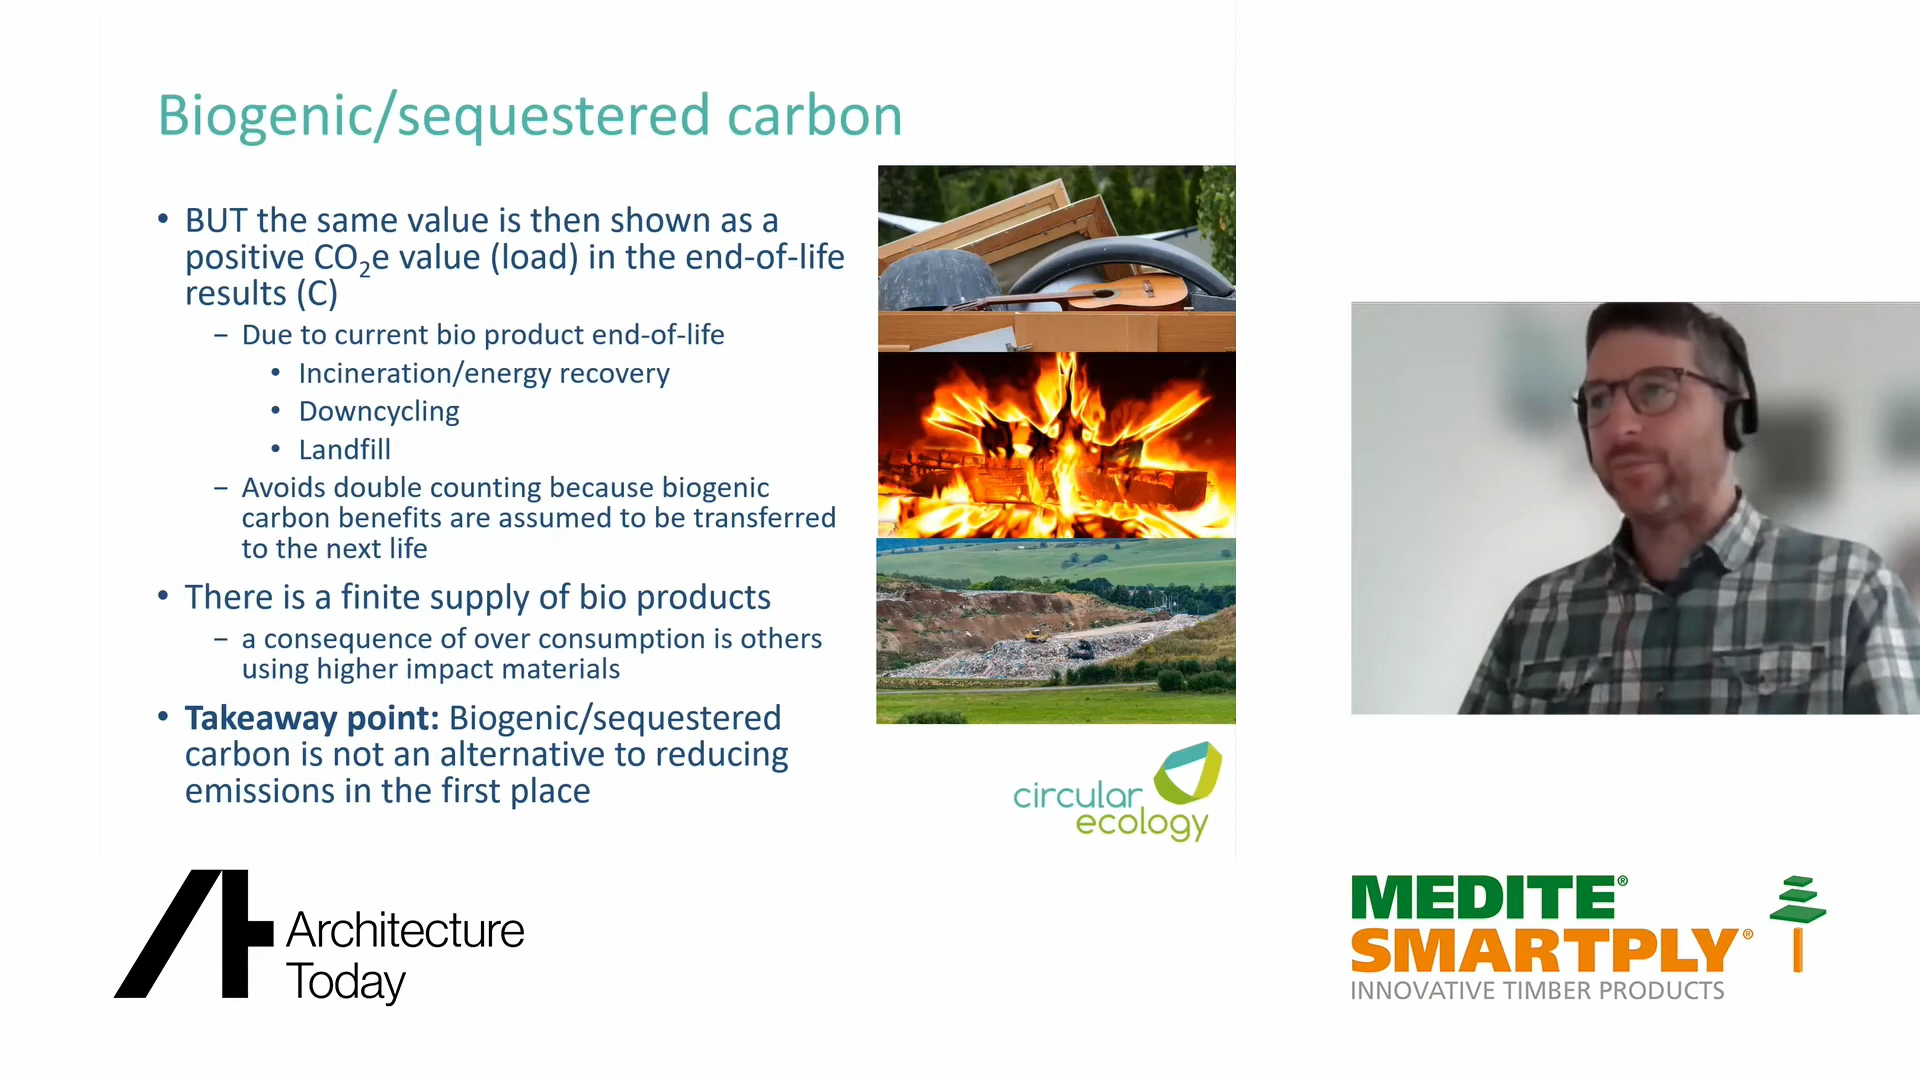 Biogenic/sequestered carbon
• BUT the same value is then shown as a
positive CO₂e value (load) in the end-of-life
results (C)
– Due to current bio product end-of-life
• Incineration/energy recovery
• Downcycling
• Landfill
– Avoids double counting because biogenic
carbon benefits are assumed to be transferred
to the next life
• There is a finite supply of bio products
– a consequence of over consumption is others
using higher impact materials
• Takeaway point: Biogenic/sequestered
carbon is not an alternative to reducing
emissions in the first place
circular
ecology
Architecture
Today
MEDITE®
SMARTPLY®
INNOVATIVE TIMBER PRODUCTS